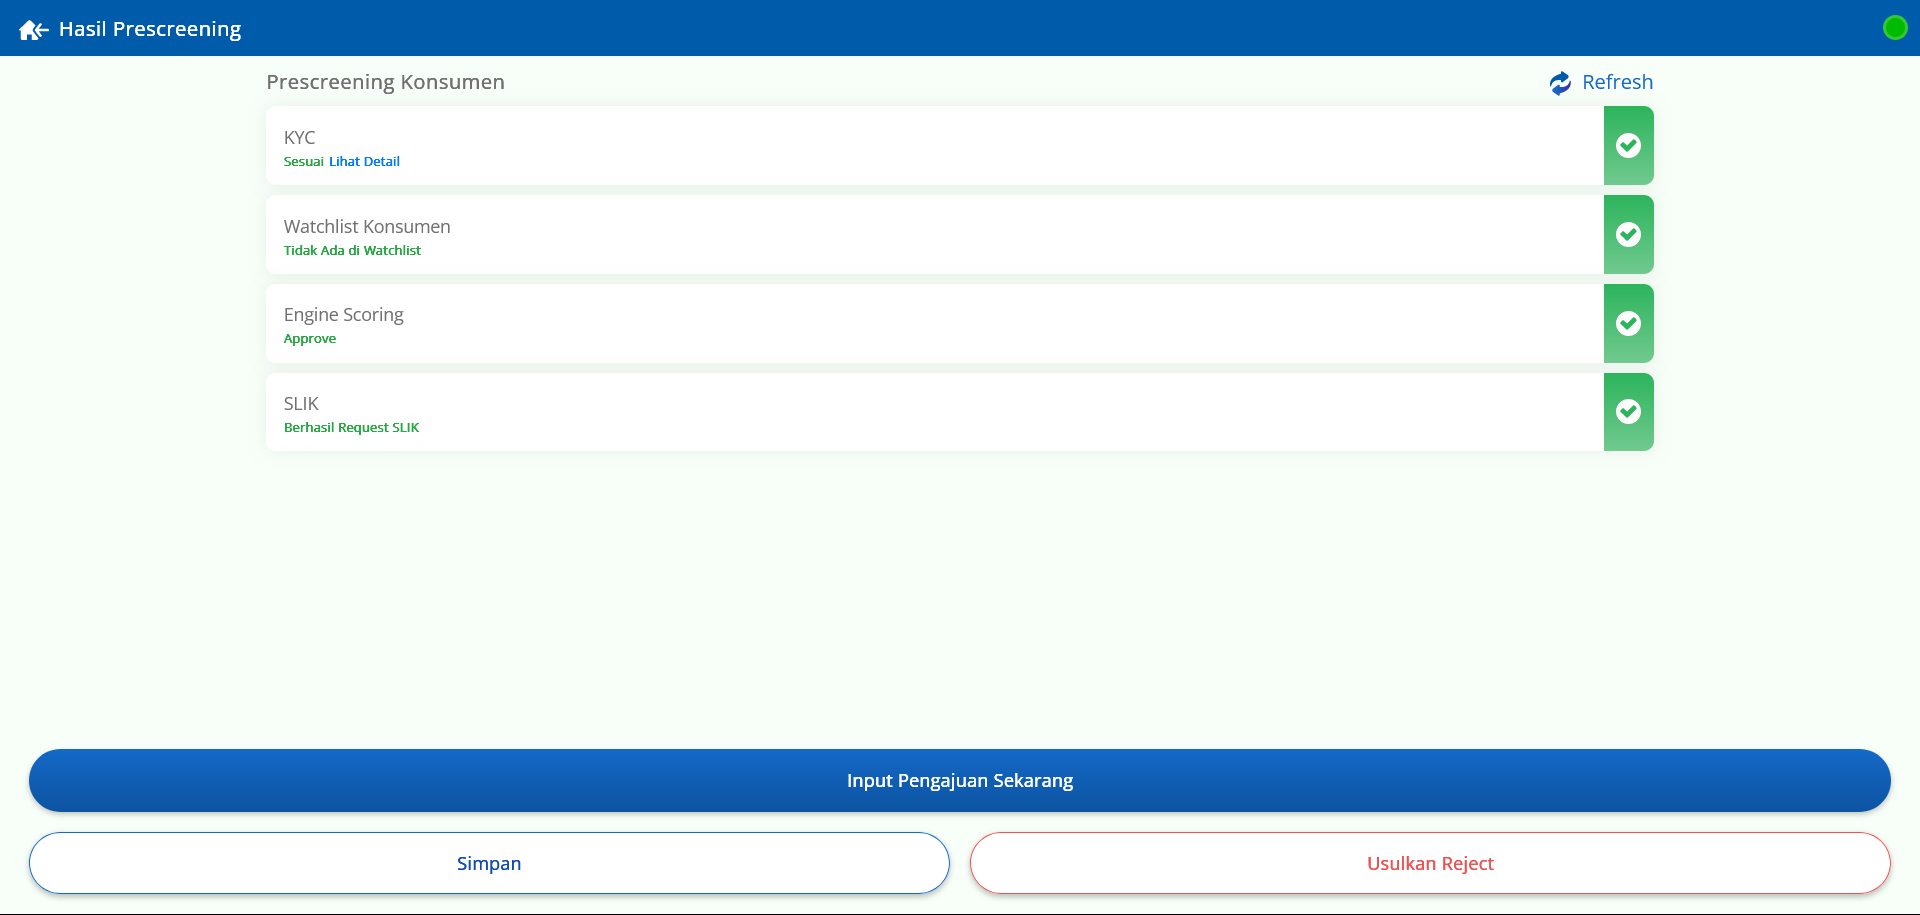 Hasil Prescreening
Prescreening Konsumen
Refresh
KYC
Sesuai Lihat Detail
Watchlist Konsumen
Tidak Ada di Watchlist
Engine Scoring
Approve
SLIK
Berhasil Request SLIK
Input Pengajuan Sekarang
Simpan
Usulkan Reject